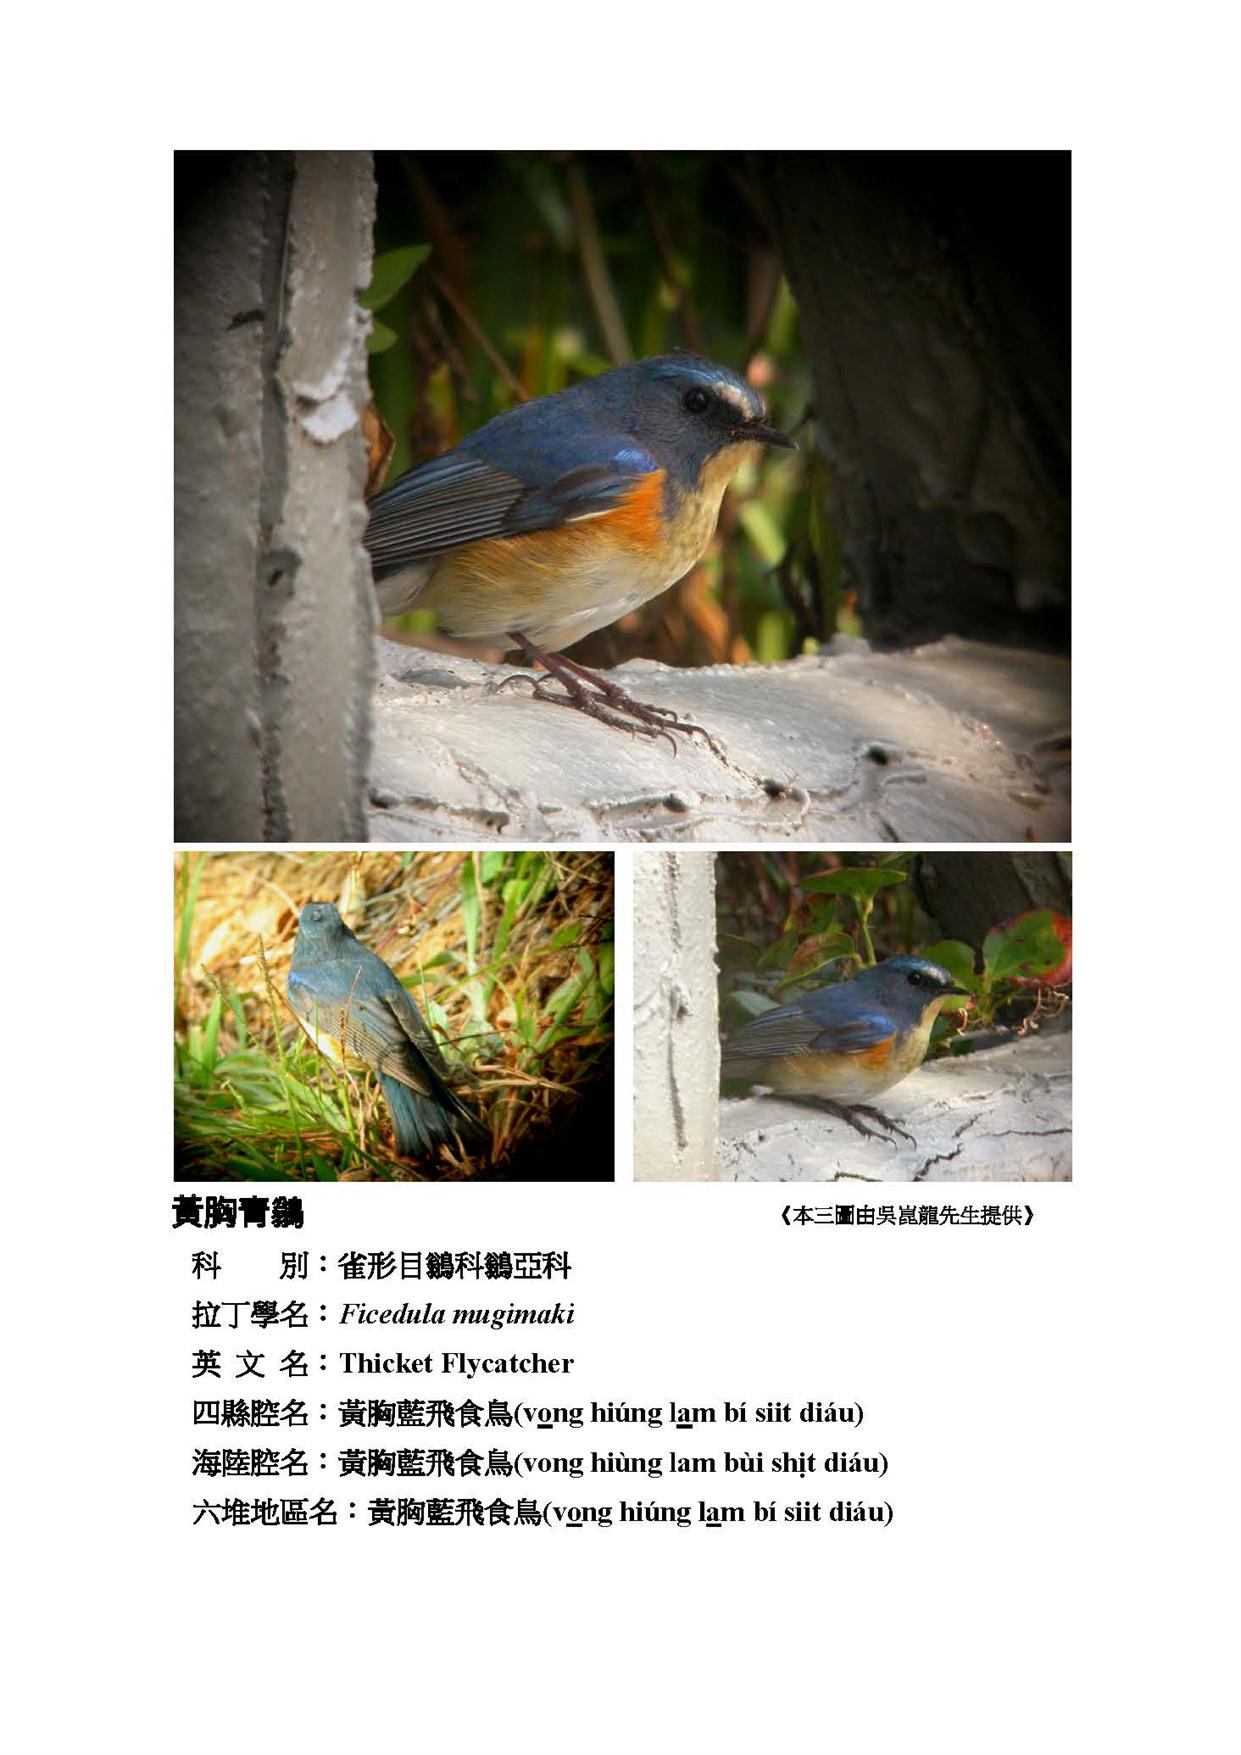 黃胸青鶲
《本三圖由吳崑龍先生提供》
科　　別：雀形目鶲科鶲亞科
拉丁學名：Ficedula mugimaki
英 文 名：Thicket Flycatcher
四縣腔名：黃胸藍飛食鳥(vo̲ng hiúng la̲m bí siit diáu)
海陸腔名：黃胸藍飛食鳥(vong hiùng lam bùi shịt diáu)
六堆地區名：黃胸藍飛食鳥(vo̲ng hiúng la̲m bí siit diáu)